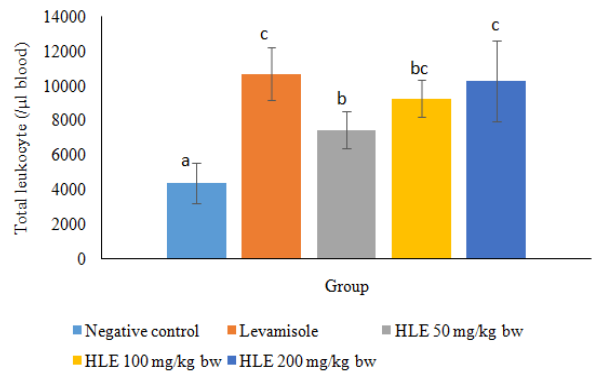 14000
12000
10000
8000
6000
4000
2000
0
Total leukocyte (/µl blood)
a
c
b
bc
c
Group
Negative control
Levamisole
HLE 50 mg/kg bw
HLE 100 mg/kg bw
HLE 200 mg/kg bw